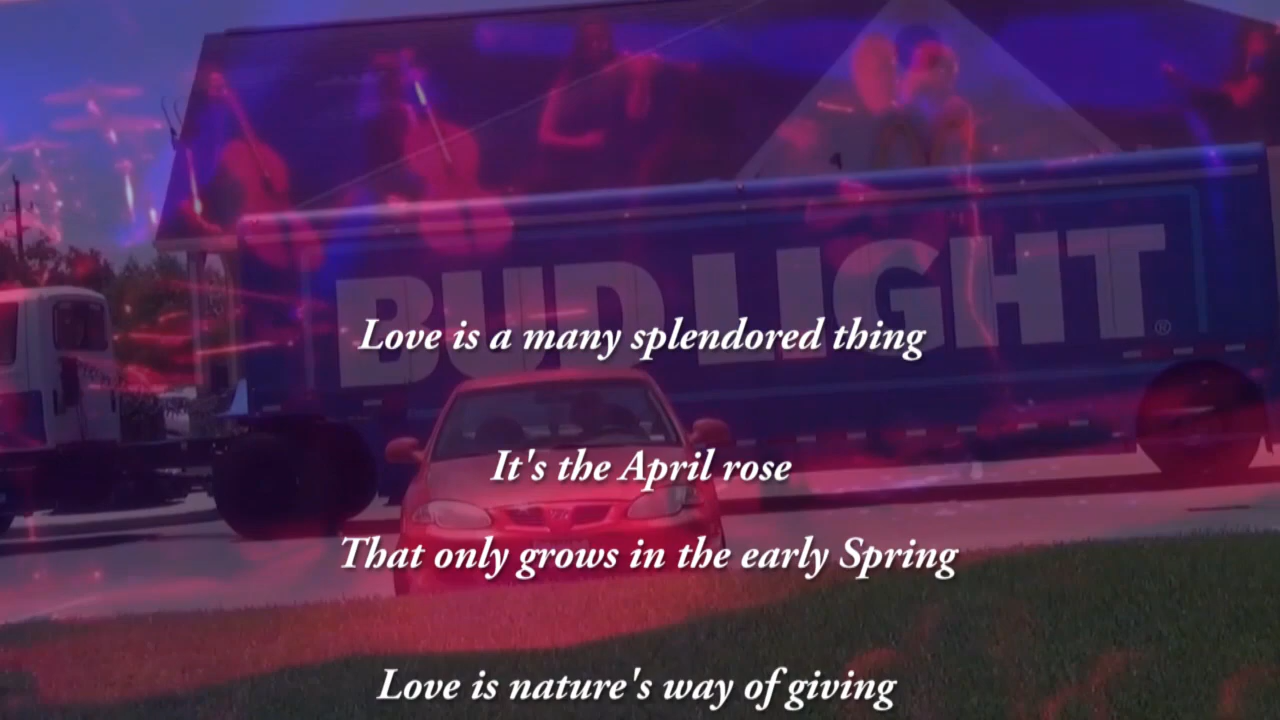 BUD LIGHT®
Love is a many splendored thing
It's the April rose
That only grows in the early Spring
Love is nature's way of giving